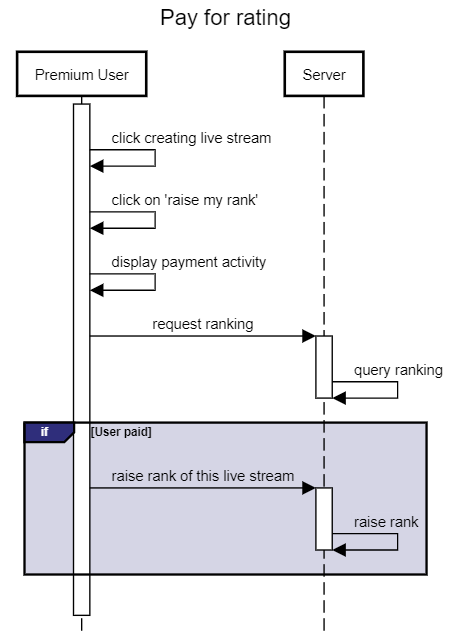 Pay for rating
Premium User
Server
click creating live stream
click on 'raise my rank'
display payment activity
request ranking
query ranking
if
[User paid]
raise rank of this live stream
raise rank